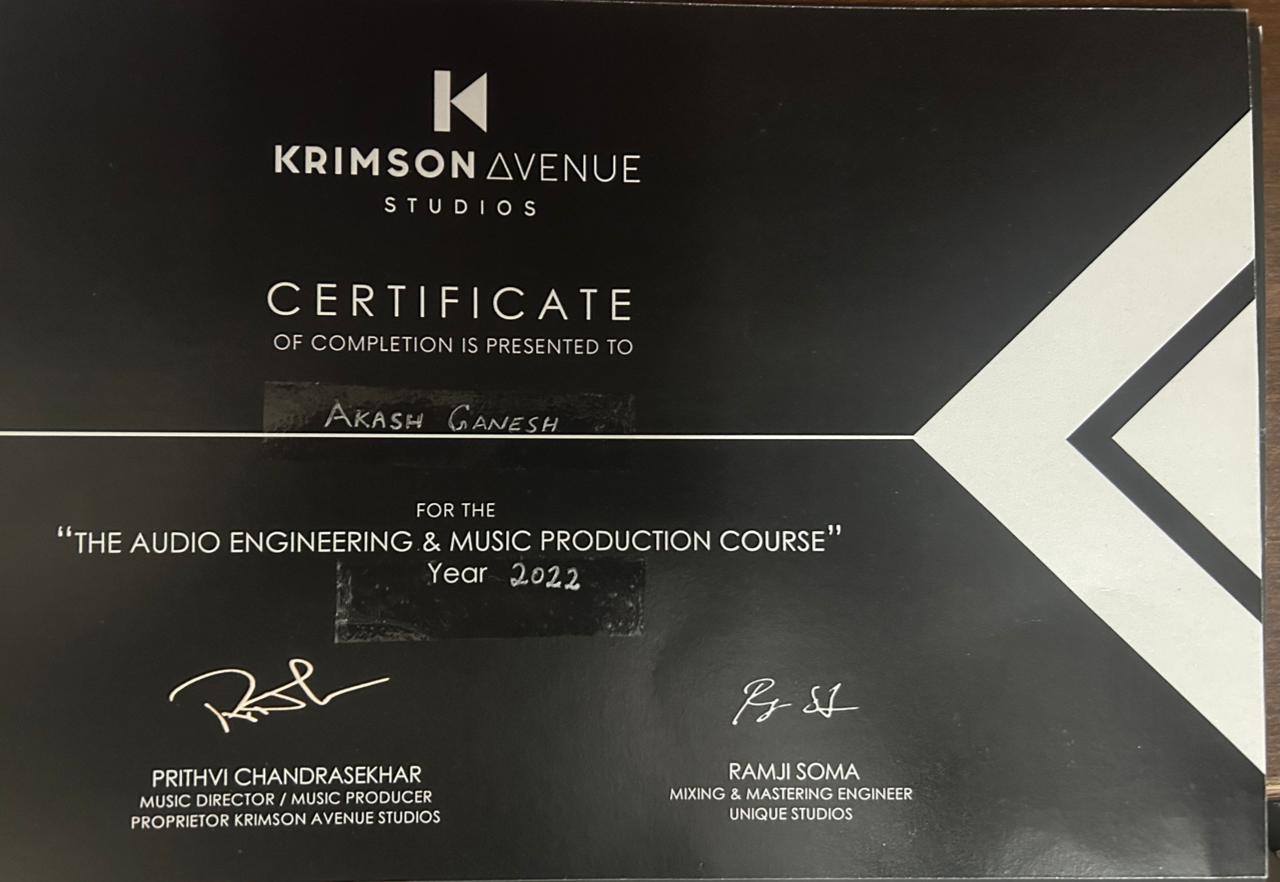 KRIMSON AVENUE
STUDIOS
CERTIFICATE
OF COMPLETION IS PRESENTED TO
AKASH GANESH
FOR THE
“THE AUDIO ENGINEERING & MUSIC PRODUCTION COURSE”
Year 2022
PRITHVI CHANDRASEKHAR
MUSIC DIRECTOR / MUSIC PRODUCER
PROPRIETOR KRIMSON AVENUE STUDIOS
RAMJI SOMA
MIXING & MASTERING ENGINEER
UNIQUE STUDIOS